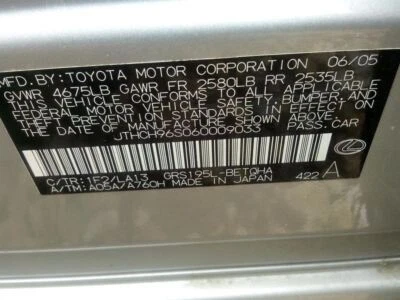 MFD. BY: TOYOTA MOTOR CORPORATION 06/05
GVWR 4675LB GAWR FR 2580LB RR 2535LB
THIS VEHICLE CONFORMS TO ALL APPLICABLE
FEDERAL MOTOR VEHICLE SAFETY, BUMPER, AND
THEFT PREVENTION STANDARDS IN EFFECT ON
THE DATE OF MANUFACTURE SHOWN ABOVE.
JTHBH96S060009033 PASS. CAR
C/TR: 1F2/LA13 GRS195L-BETQHA
A/TM: A05A/A760H MADE IN JAPAN 422 A